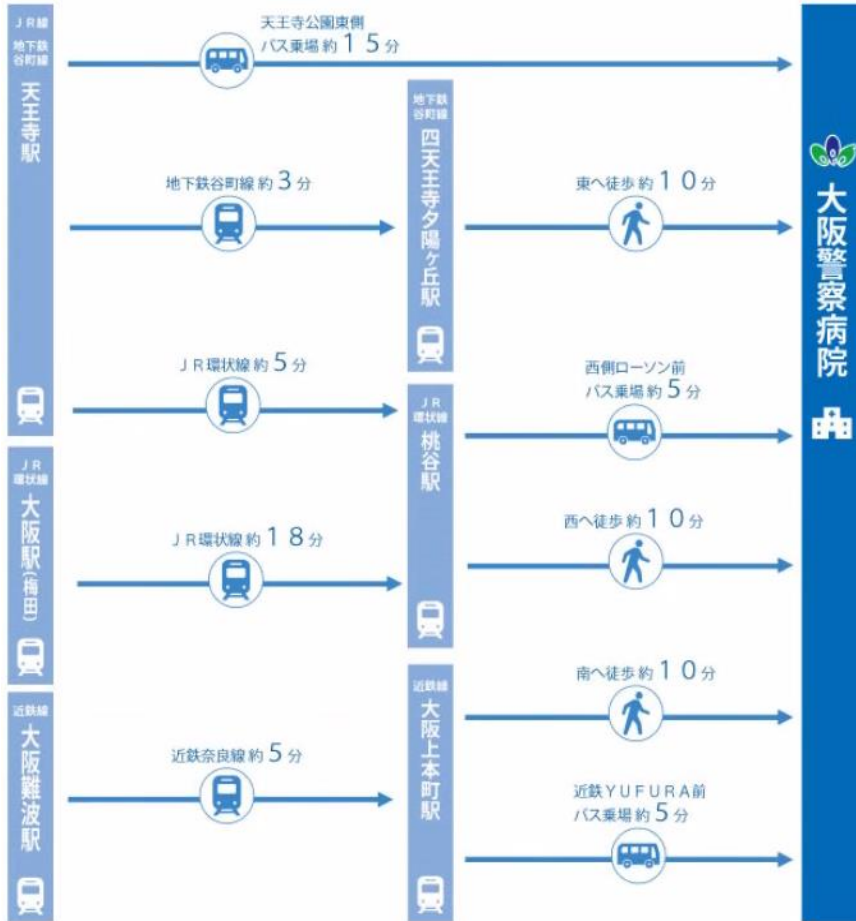 JR線
地下鉄
谷町線
天王寺駅
天王寺公園東側
バス乗場 約15分
地下鉄谷町線 約3分
地下鉄
谷町線
四天王寺夕陽ヶ丘駅
東へ徒歩 約10分
JR環状線 約5分
JR
環状線
桃谷駅
西側ローソン前
バス乗場 約5分
JR
環状線
大阪駅(梅田)
JR環状線 約18分
西へ徒歩 約10分
近鉄線
大阪難波駅
近鉄奈良線 約5分
近鉄線
大阪上本町駅
南へ徒歩 約10分
近鉄YUFURA前
バス乗場 約5分
大阪警察病院